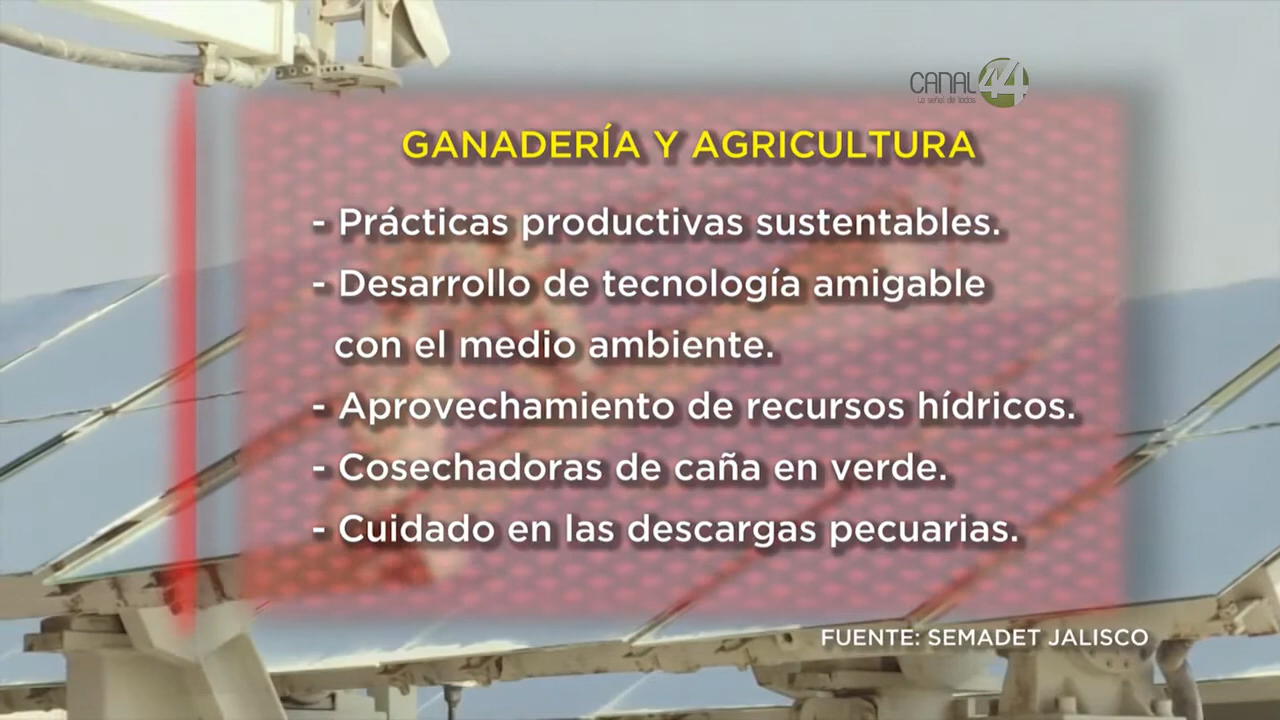 CANAL 44
La señal de todos
GANADERÍA Y AGRICULTURA
- Prácticas productivas sustentables.
- Desarrollo de tecnología amigable
con el medio ambiente.
- Aprovechamiento de recursos hídricos.
- Cosechadoras de caña en verde.
- Cuidado en las descargas pecuarias.
FUENTE: SEMADET JALISCO